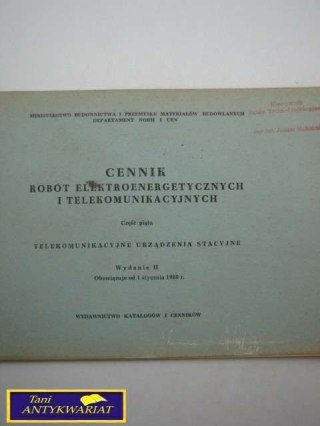 MINISTERSTWO BUDOWNICTWA I PRZEMYSŁU MATERIAŁÓW BUDOWLANYCH
DEPARTAMENT NORM I CEN
CENNIK
ROBÓT ELEKTROENERGETYCZNYCH
I TELEKOMUNIKACYJNYCH
Część piąta
TELEKOMUNIKACYJNE URZĄDZENIA STACYJNE
Wydanie II
Obowiązuje od 1 stycznia
WYDAWNICTWO KATALOGÓW I CENNIKÓW
Tani
ANTYKWARIAT